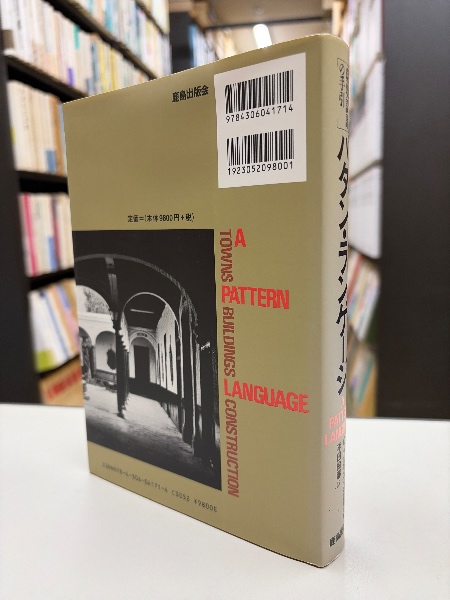 鹿島出版会
9784306041714
1923052098001
定価=(本体9800円+税)
A
PATTERN
LANGUAGE
TOWNS BUILDINGS CONSTRUCTION
C3052 ¥9800E
パタン・ランゲージ